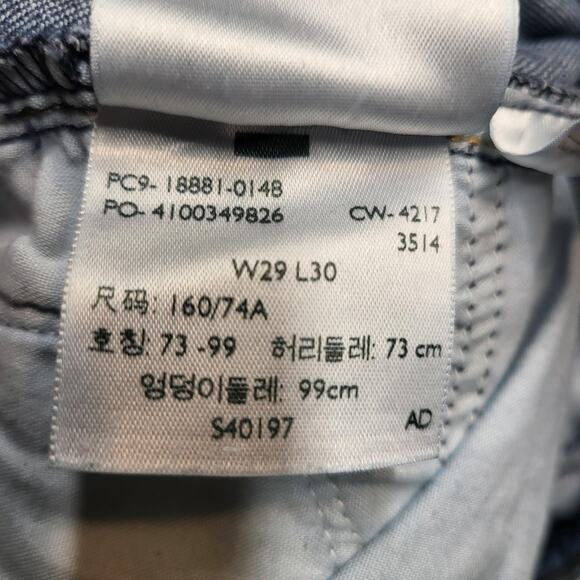 PC9- 18881-0148
PO- 4100349826 CW- 4217
3514
W29 L30
尺码: 160/74A
호칭: 73 -99 허리둘레: 73 cm
엉덩이둘레: 99cm
S40197 AD